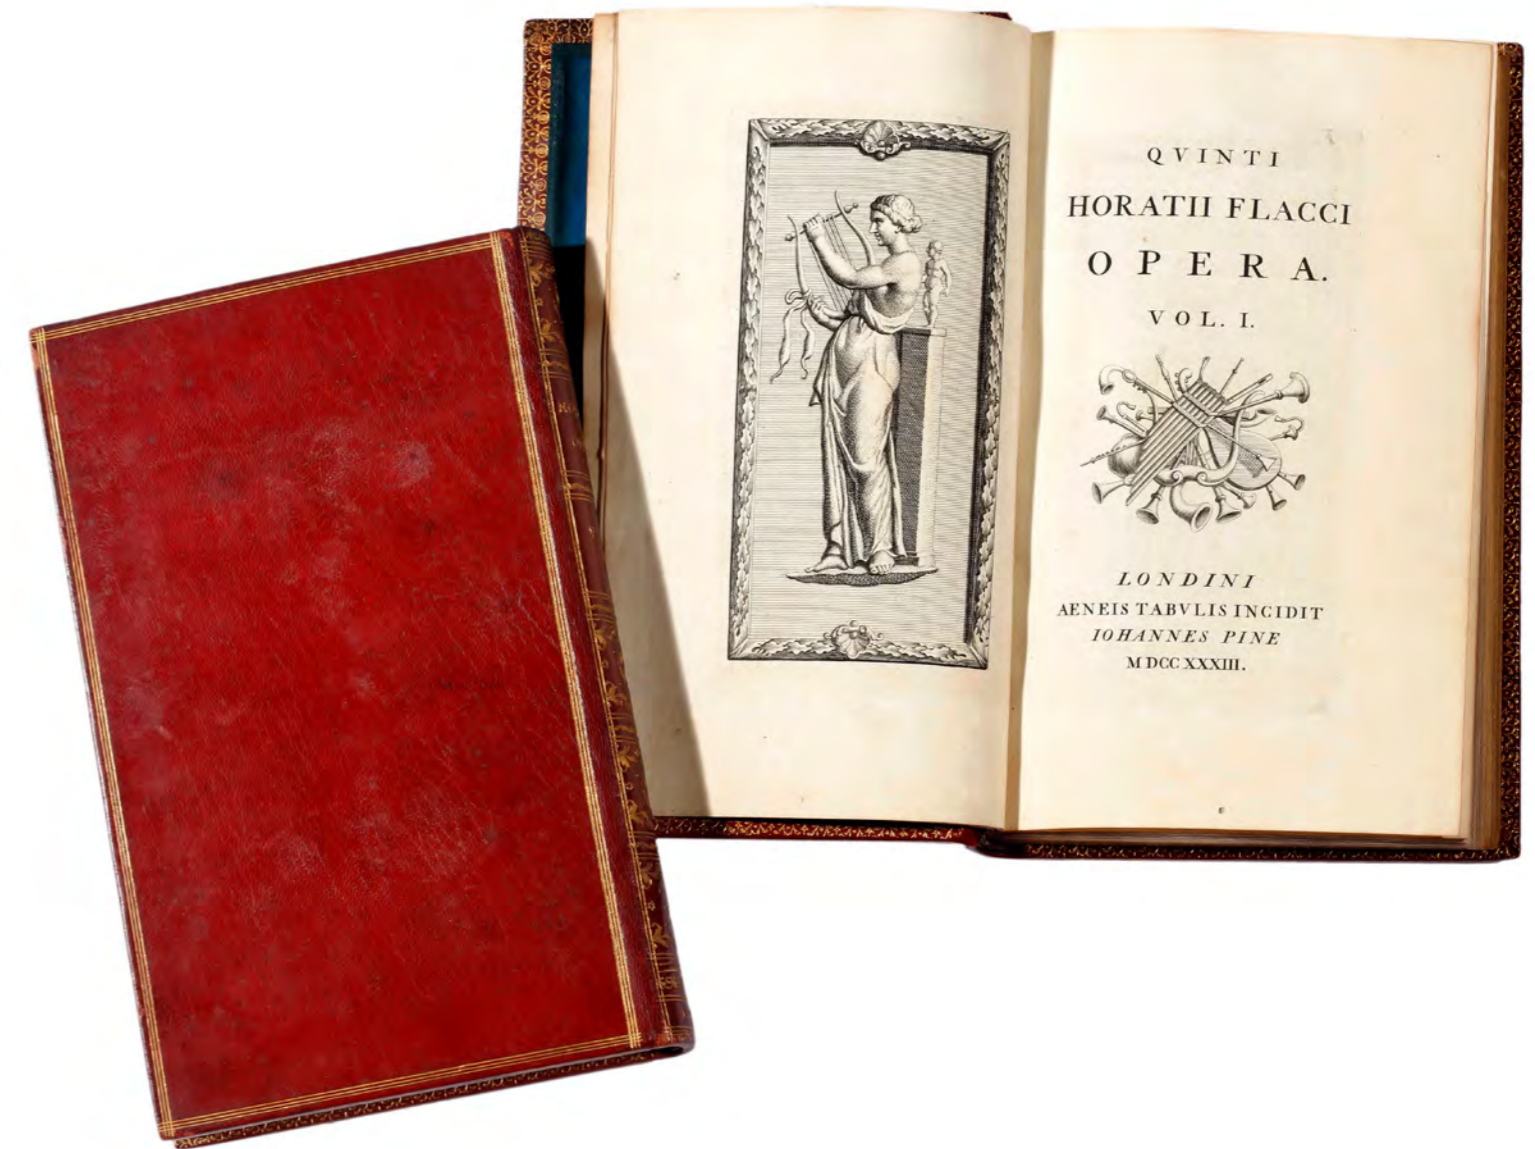 QVINTI
HORATII FLACCI
OPERA.
VOL. I.
LONDINI
AENEIS TABVLIS INCIDIT
IOHANNES PINE
MDCCXXXIII.